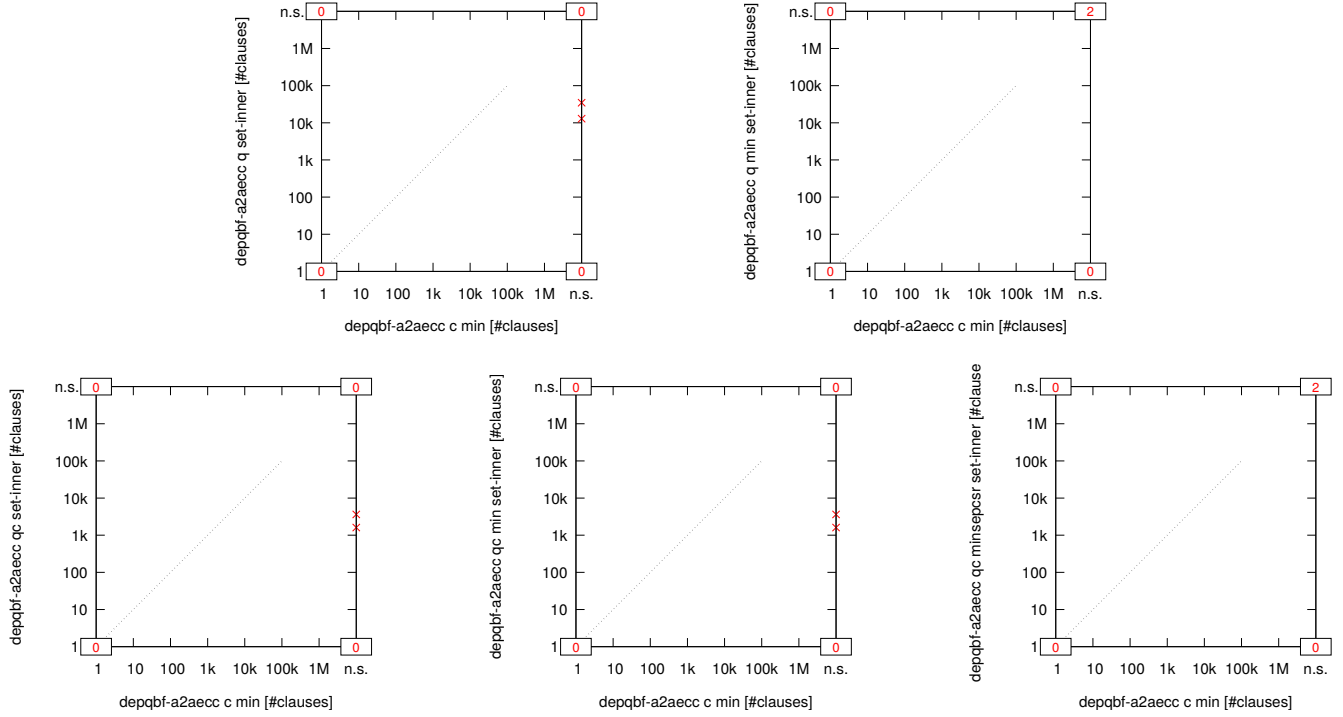 n.s. 0 0
1M
100k
10k
1k
100
10
1 0 0
1 10 100 1k 10k 100k 1M n.s.
depqbf-a2aecc c min [#clauses]
depqbf-a2aecc q set-inner [#clauses]
n.s. 0 2
1M
100k
10k
1k
100
10
1 0 0
1 10 100 1k 10k 100k 1M n.s.
depqbf-a2aecc c min [#clauses]
depqbf-a2aecc q min set-inner [#clauses]
n.s. 0 0
1M
100k
10k
1k
100
10
1 0 0
1 10 100 1k 10k 100k 1M n.s.
depqbf-a2aecc c min [#clauses]
depqbf-a2aecc qc set-inner [#clauses]
n.s. 0 0
1M
100k
10k
1k
100
10
1 0 0
1 10 100 1k 10k 100k 1M n.s.
depqbf-a2aecc c min [#clauses]
depqbf-a2aecc qc min set-inner [#clauses]
n.s. 0 2
1M
100k
10k
1k
100
10
1 0 0
1 10 100 1k 10k 100k 1M n.s.
depqbf-a2aecc c min [#clauses]
depqbf-a2aecc qc minsepcsr set-inner [#clause